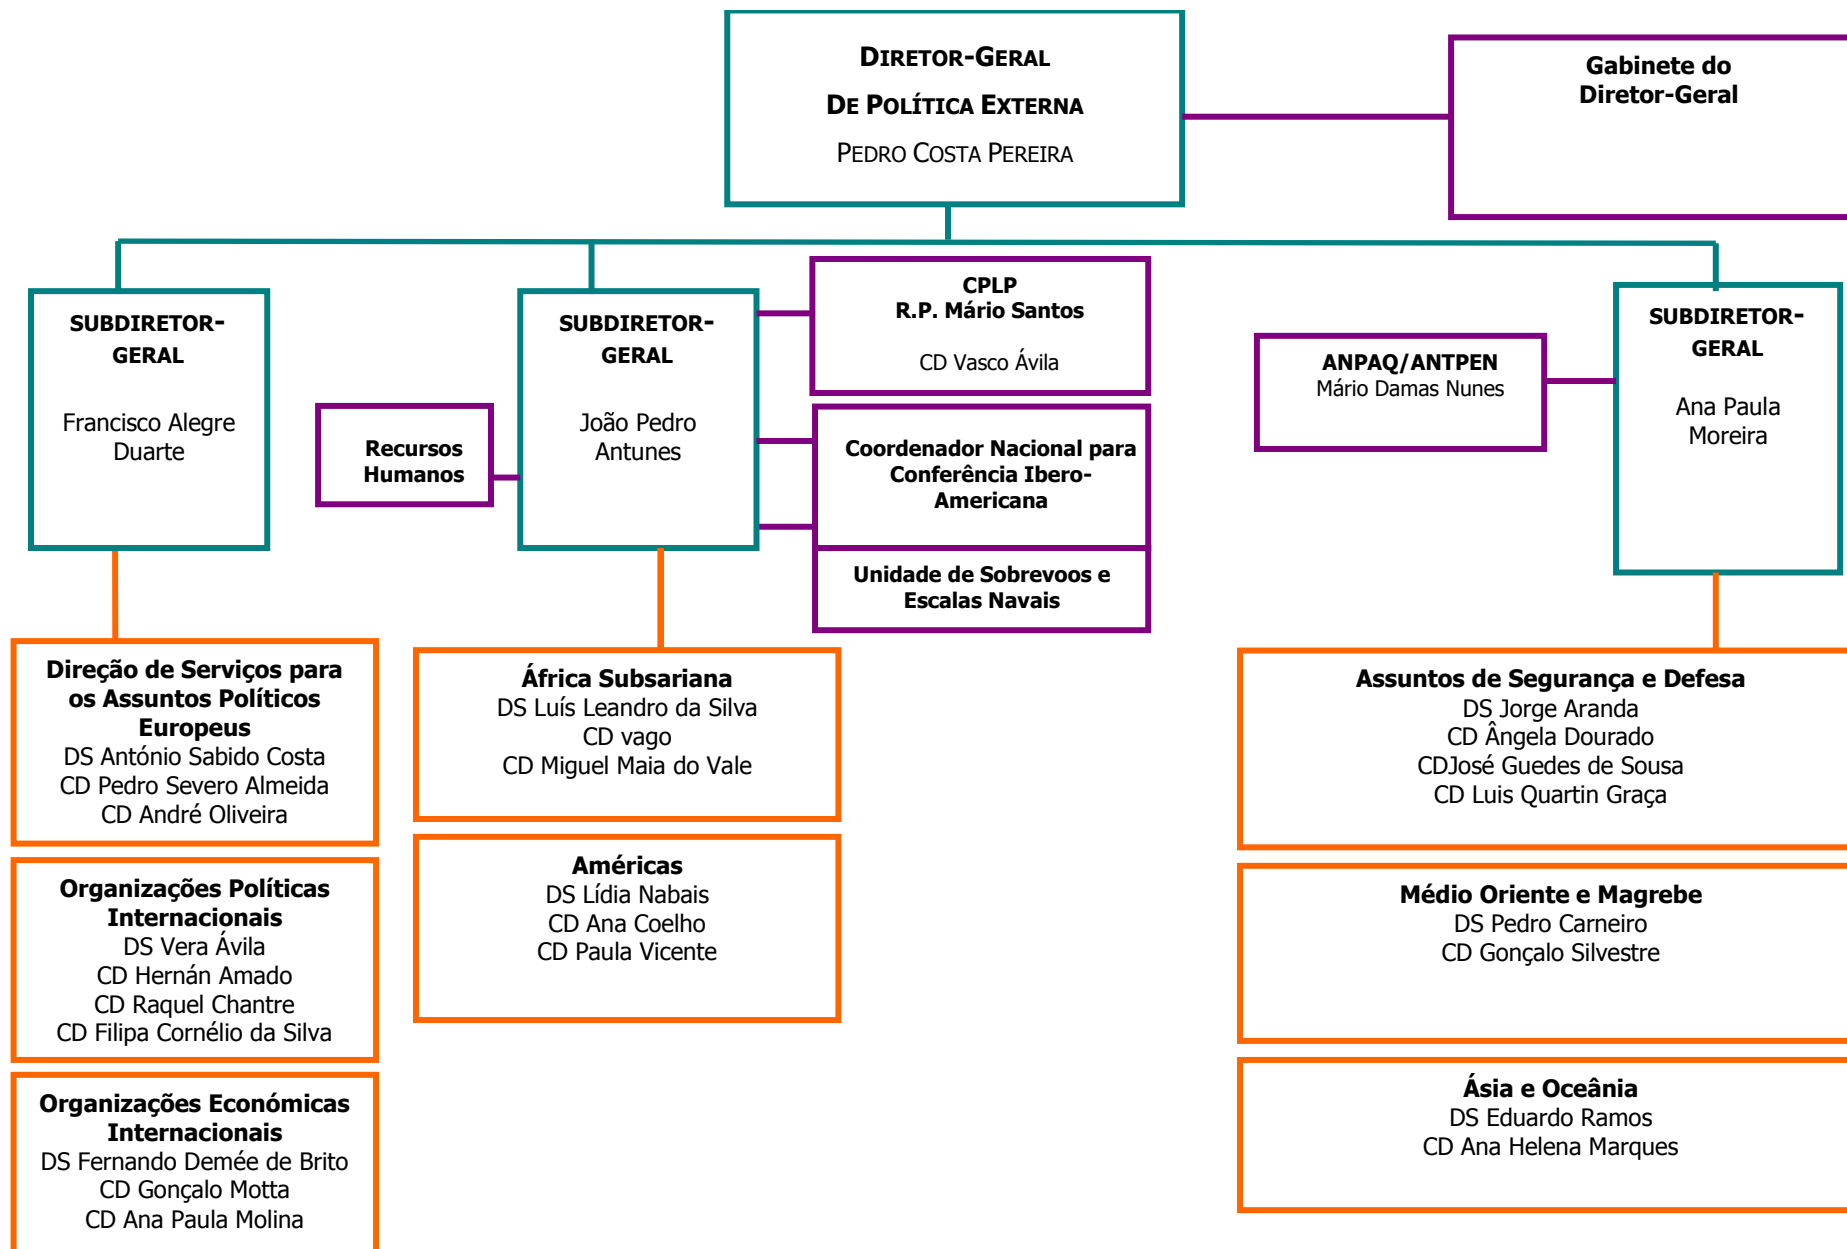 DIRETOR-GERAL
DE POLÍTICA EXTERNA
PEDRO COSTA PEREIRA
Gabinete do
Diretor-Geral
SUBDIRETOR-
GERAL
Francisco Alegre
Duarte
Recursos
Humanos
SUBDIRETOR-
GERAL
João Pedro
Antunes
CPLP
R.P. Mário Santos
CD Vasco Ávila
Coordenador Nacional para
Conferência Ibero-
Americana
Unidade de Sobrevoos e
Escalas Navais
ANPAQ/ANTPEN
Mário Damas Nunes
SUBDIRETOR-
GERAL
Ana Paula
Moreira
Direção de Serviços para
os Assuntos Políticos
Europeus
DS António Sabido Costa
CD Pedro Severo Almeida
CD André Oliveira
Organizações Políticas
Internacionais
DS Vera Ávila
CD Hernán Amado
CD Raquel Chantre
CD Filipa Cornélio da Silva
Organizações Económicas
Internacionais
DS Fernando Demée de Brito
CD Gonçalo Motta
CD Ana Paula Molina
África Subsariana
DS Luís Leandro da Silva
CD vago
CD Miguel Maia do Vale
Américas
DS Lídia Nabais
CD Ana Coelho
CD Paula Vicente
Assuntos de Segurança e Defesa
DS Jorge Aranda
CD Ângela Dourado
CDJosé Guedes de Sousa
CD Luis Quartin Graça
Médio Oriente e Magrebe
DS Pedro Carneiro
CD Gonçalo Silvestre
Ásia e Oceânia
DS Eduardo Ramos
CD Ana Helena Marques